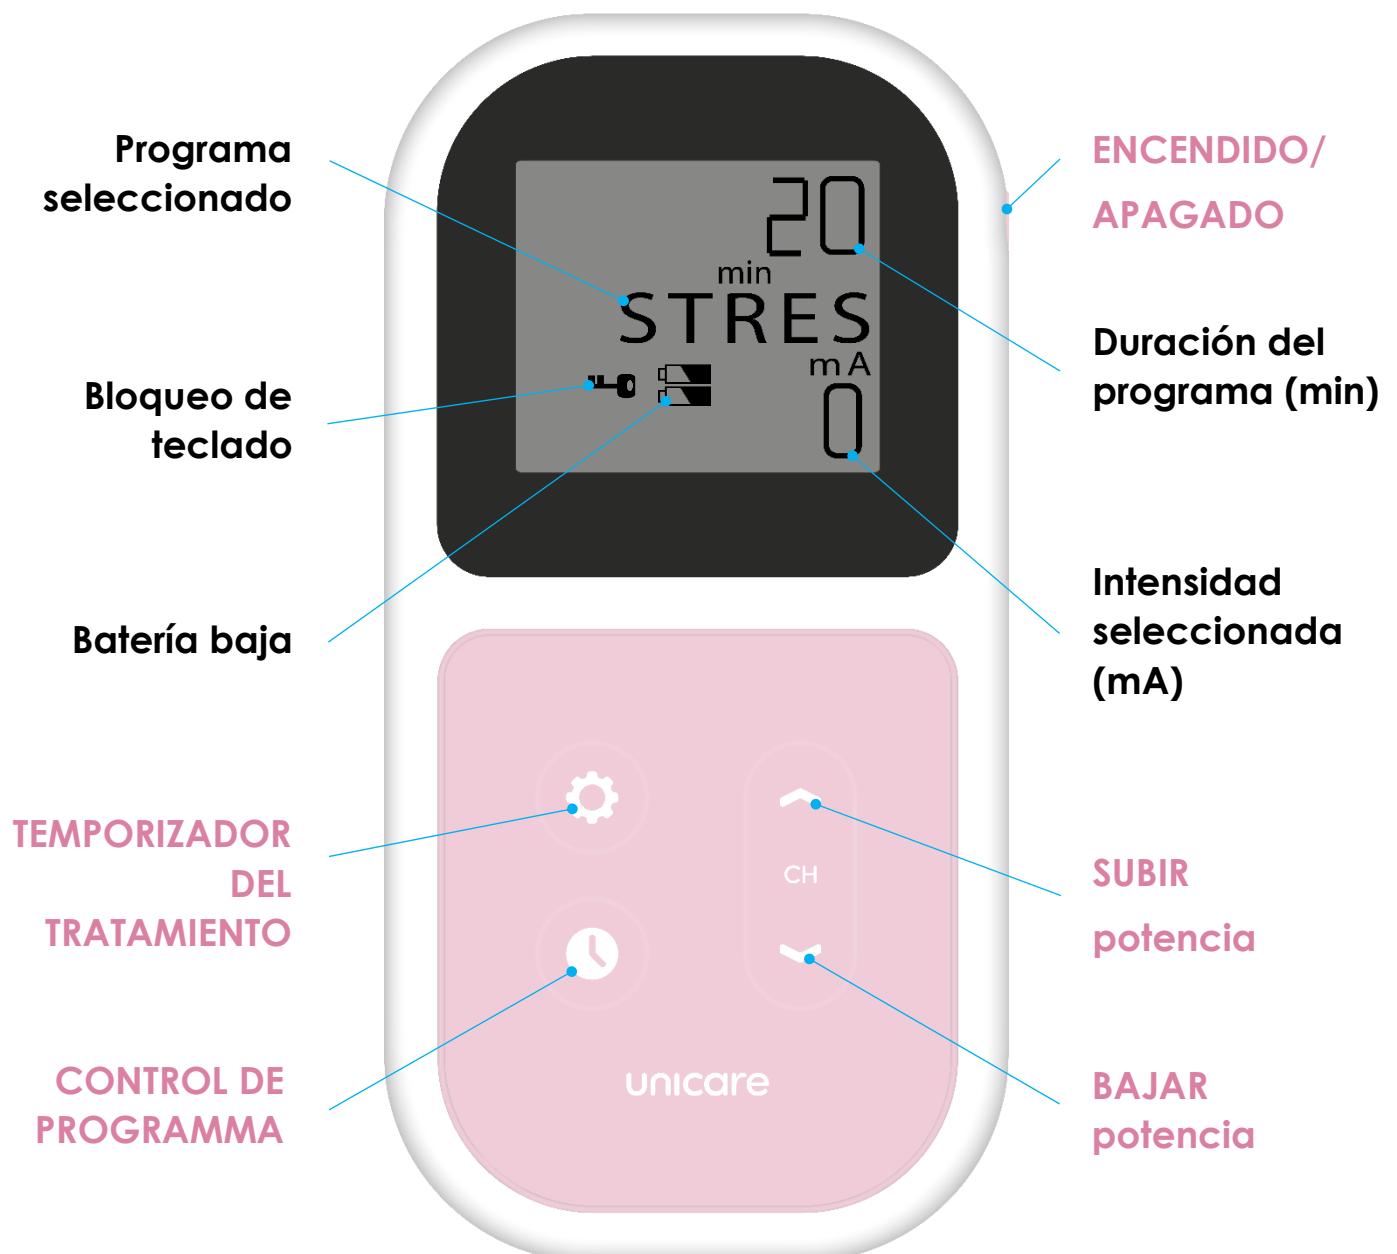 Programa
seleccionado
Bloqueo de
teclado
Batería baja
TEMPORIZADOR
DEL
TRATAMIENTO
CONTROL DE
PROGRAMMA
20
min
STRES
mA
0
CH
unicare
ENCENDIDO/
APAGADO
Duración del
programa (min)
Intensidad
seleccionada
(mA)
SUBIR
potencia
BAJAR
potencia